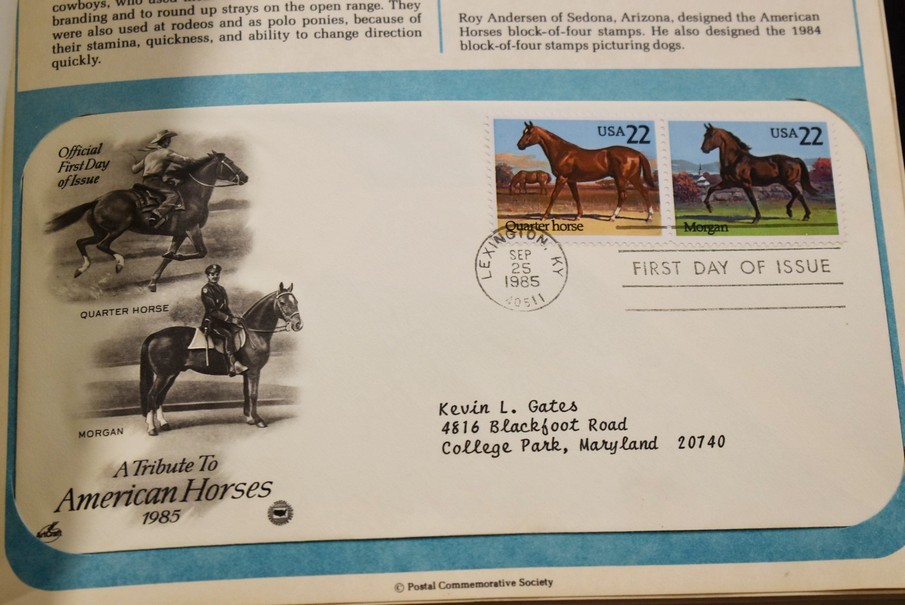 cowboys, who used
branding and to round up strays on the open range. They
were also used at rodeos and as polo ponies, because of
their stamina, quickness, and ability to change direction
quickly.
Roy Andersen of Sedona, Arizona, designed the American
Horses block-of-four stamps. He also designed the 1984
block-of-four stamps picturing dogs.
Official
First Day
of Issue
QUARTER HORSE
MORGAN
A Tribute To
American Horses
1985
ArtCraft
USA 22
Quarter horse
USA 22
Morgan
LEXINGTON, KY
SEP
25
1985
40511
FIRST DAY OF ISSUE
Kevin L. Gates
4816 Blackfoot Road
College Park, Maryland 20740
© Postal Commemorative Society